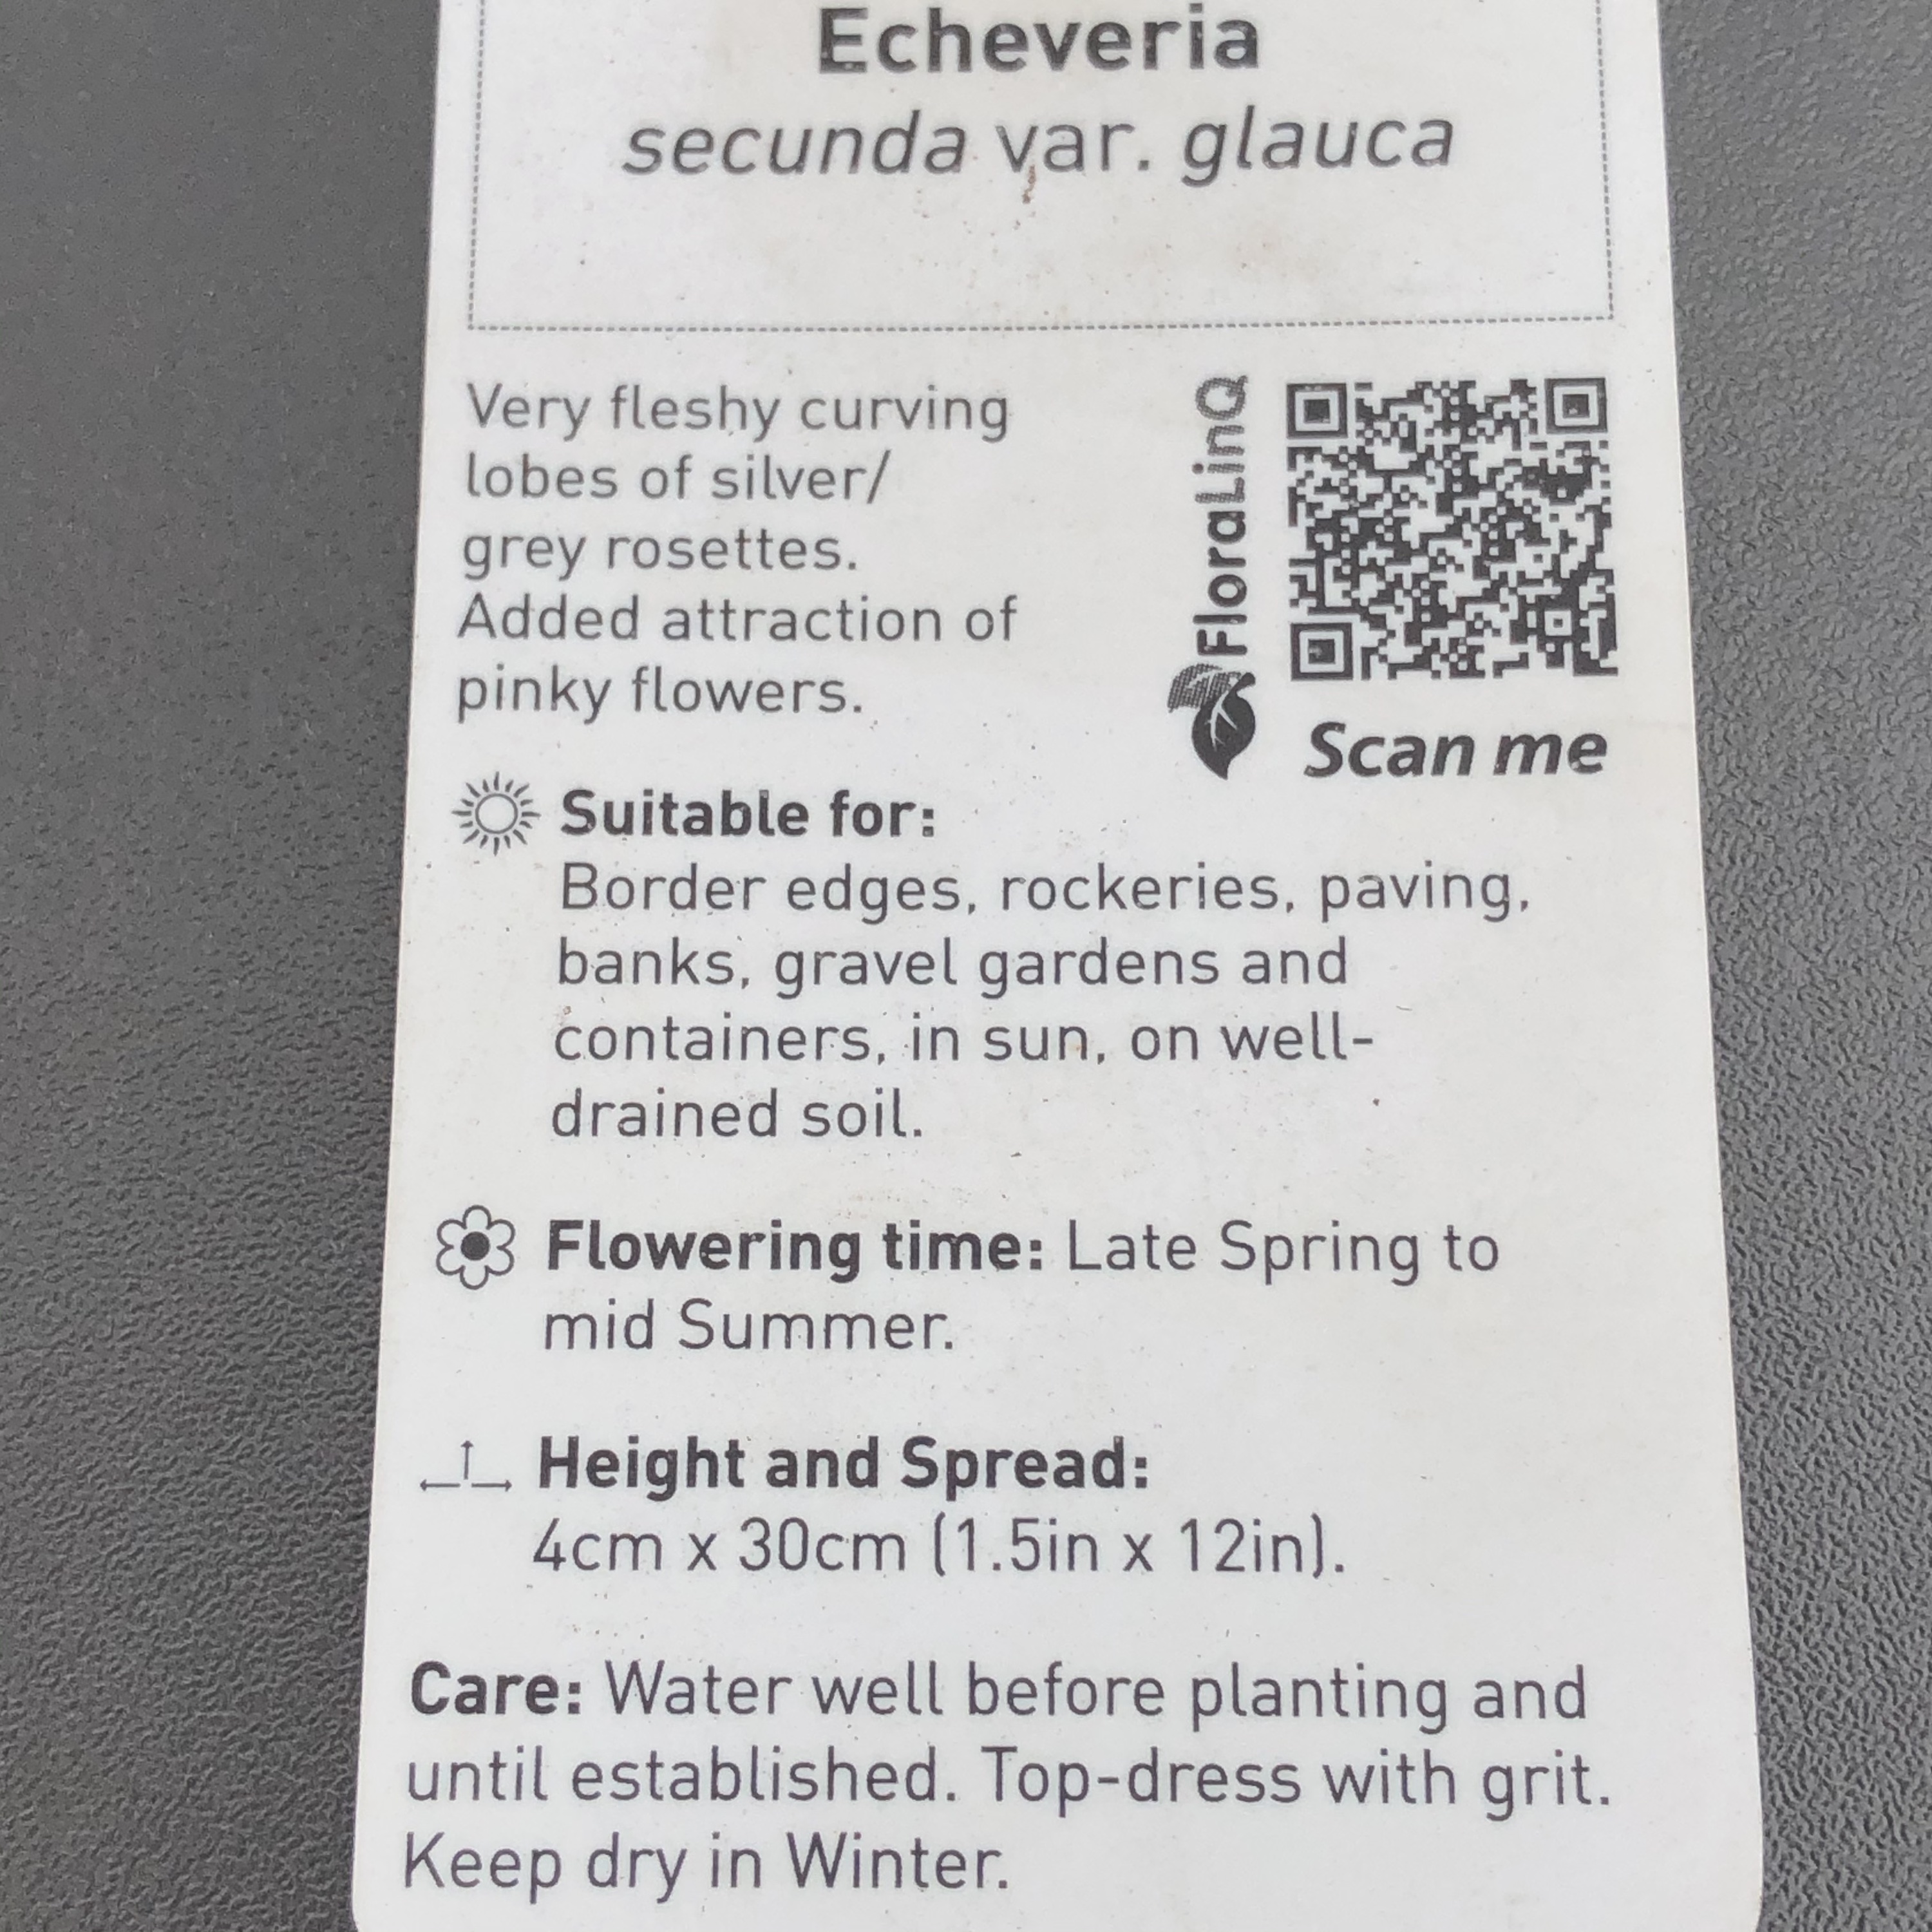 Echeveria
secunda var. glauca
Very fleshy curving
lobes of silver/
grey rosettes.
Added attraction of
pinky flowers.
FloraLinQ
Scan me
Suitable for:
Border edges, rockeries, paving,
banks, gravel gardens and
containers, in sun, on well-
drained soil.
Flowering time: Late Spring to
mid Summer.
Height and Spread:
4cm x 30cm (1.5in x 12in).
Care: Water well before planting and
until established. Top-dress with grit.
Keep dry in Winter.